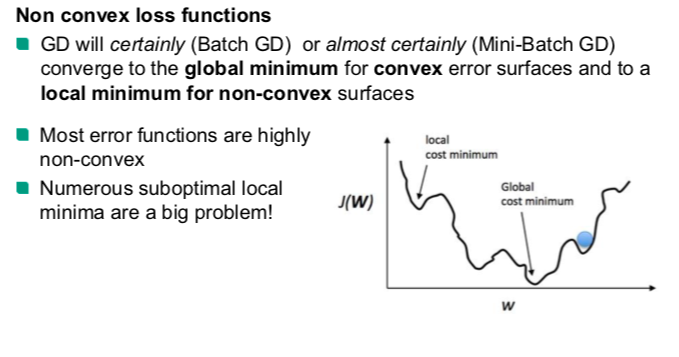 Non convex loss functions
GD will certainly (Batch GD) or almost certainly (Mini-Batch GD)
converge to the global minimum for convex error surfaces and to a
local minimum for non-convex surfaces
Most error functions are highly
non-convex
Numerous suboptimal local
minima are a big problem!
local
cost minimum
Global
cost minimum
J(W)
W